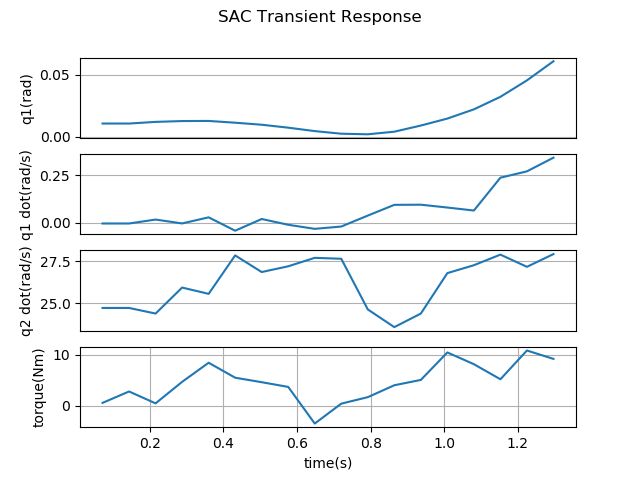 SAC Transient Response
q1(rad)
0.05
0.00
q1 dot(rad/s)
0.25
0.00
q2 dot(rad/s)
27.5
25.0
torque(Nm)
10
0
0.2 0.4 0.6 0.8 1.0 1.2
time(s)